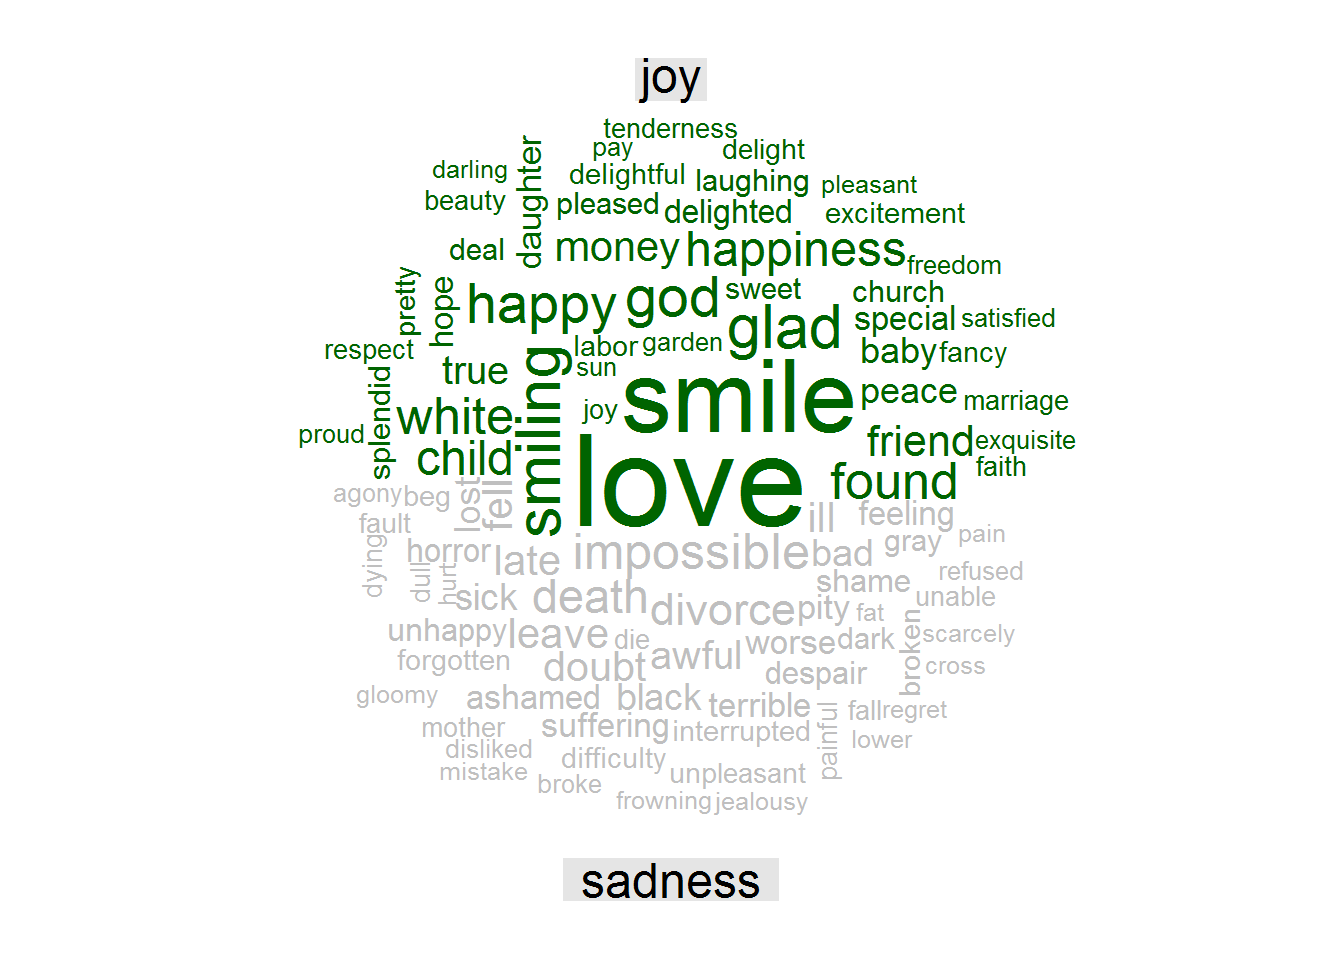 joy
tenderness
pay
delight
darling
daughter
delightful
laughing
pleasant
beauty
pleased
delighted
excitement
deal
money
happiness
freedom
pretty
hope
happy
god
sweet
church
glad
special
satisfied
respect
labor
garden
baby
fancy
true
sun
smile
splendid
white
smiling
joy
peace
marriage
proud
child
love
friend
exquisite
found
faith
agony
beg
lost
fell
ill
feeling
fault
horror
late
impossible
bad
gray
pain
dying
dull
hurt
sick
death
shame
refused
divorce
pity
fat
unable
unhappy
leave
die
worse
dark
broken
scarcely
forgotten
doubt
awful
despair
cross
gloomy
ashamed
black
terrible
fall
regret
mother
suffering
interrupted
painful
lower
disliked
difficulty
mistake
unpleasant
broke
frowning
jealousy
sadness